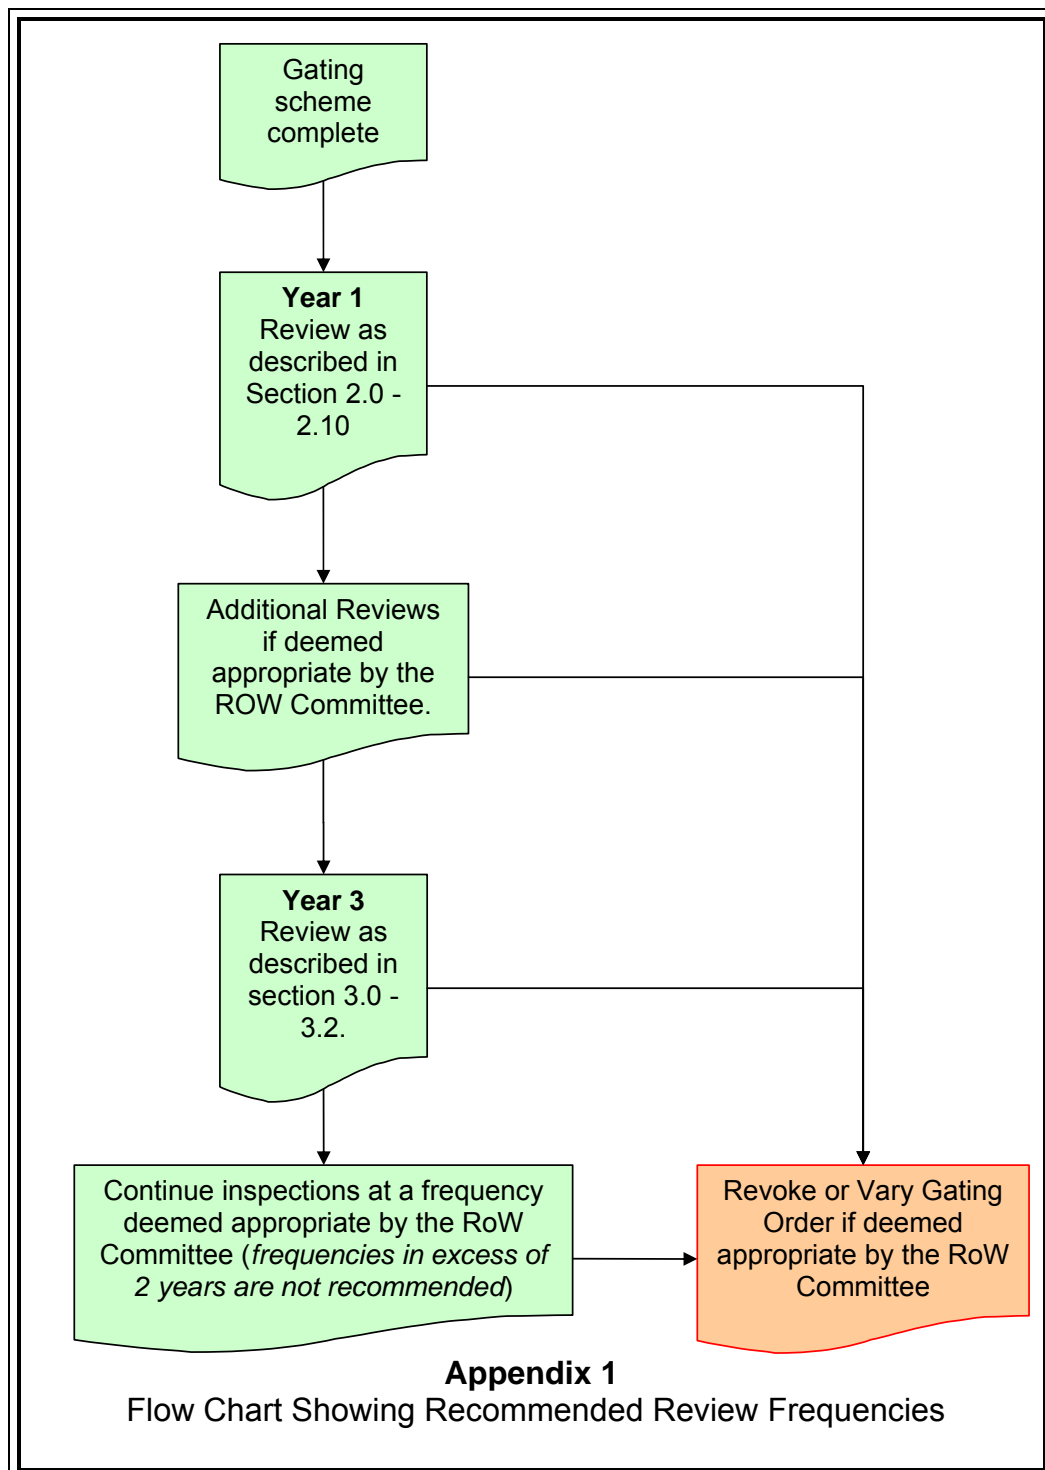 Gating
scheme
complete
Year 1
Review as
described in
Section 2.0 -
2.10
Additional Reviews
if deemed
appropriate by the
ROW Committee.
Year 3
Review as
described in
section 3.0 -
3.2.
Continue inspections at a frequency
deemed appropriate by the RoW
Committee (frequencies in excess of
2 years are not recommended)
Revoke or Vary Gating
Order if deemed
appropriate by the RoW
Committee
Appendix 1
Flow Chart Showing Recommended Review Frequencies